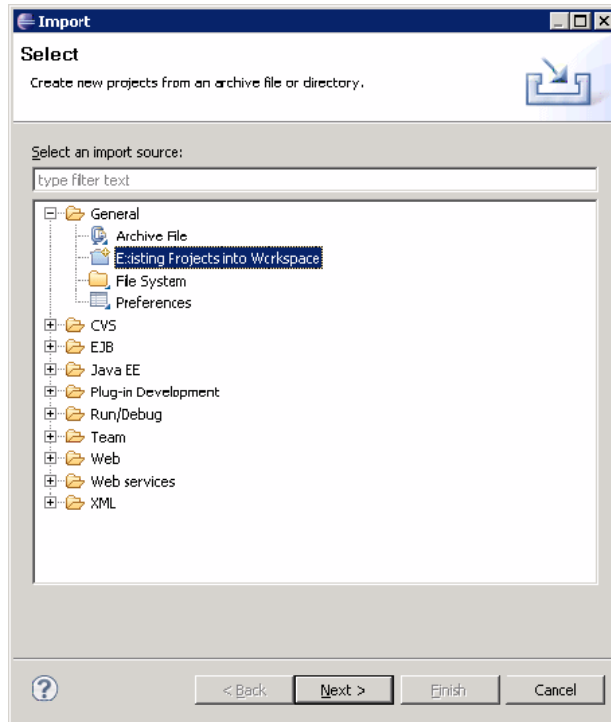 Import
Select
Create new projects from an archive file or directory.
Select an import source:
type filter text
General
Archive File
Existing Projects into Workspace
File System
Preferences
CVS
EJB
Java EE
Plug-in Development
Run/Debug
Team
Web
Web services
XML
?
< Back Next > Finish Cancel